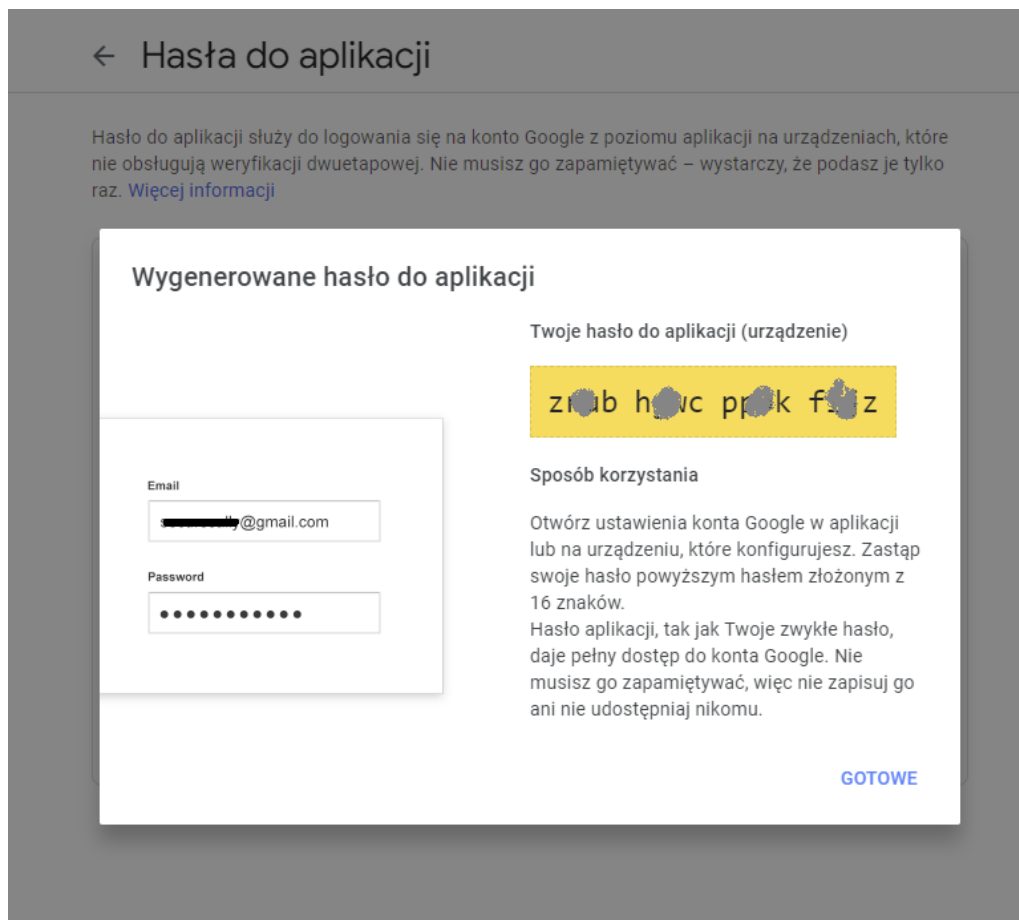 Hasła do aplikacji
Hasło do aplikacji służy do logowania się na konto Google z poziomu aplikacji na urządzeniach, które
nie obsługują weryfikacji dwuetapowej. Nie musisz go zapamiętywać – wystarczy, że podasz je tylko
raz. Więcej informacji
Wygenerowane hasło do aplikacji
Twoje hasło do aplikacji (urządzenie)
Email
@gmail.com
Password
Sposób korzystania
Otwórz ustawienia konta Google w aplikacji
lub na urządzeniu, które konfigurujesz. Zastąp
swoje hasło powyższym hasłem złożonym z
16 znaków.
Hasło aplikacji, tak jak Twoje zwykłe hasło,
daje pełny dostęp do konta Google. Nie
musisz go zapamiętywać, więc nie zapisuj go
ani nie udostępniaj nikomu.
GOTOWE